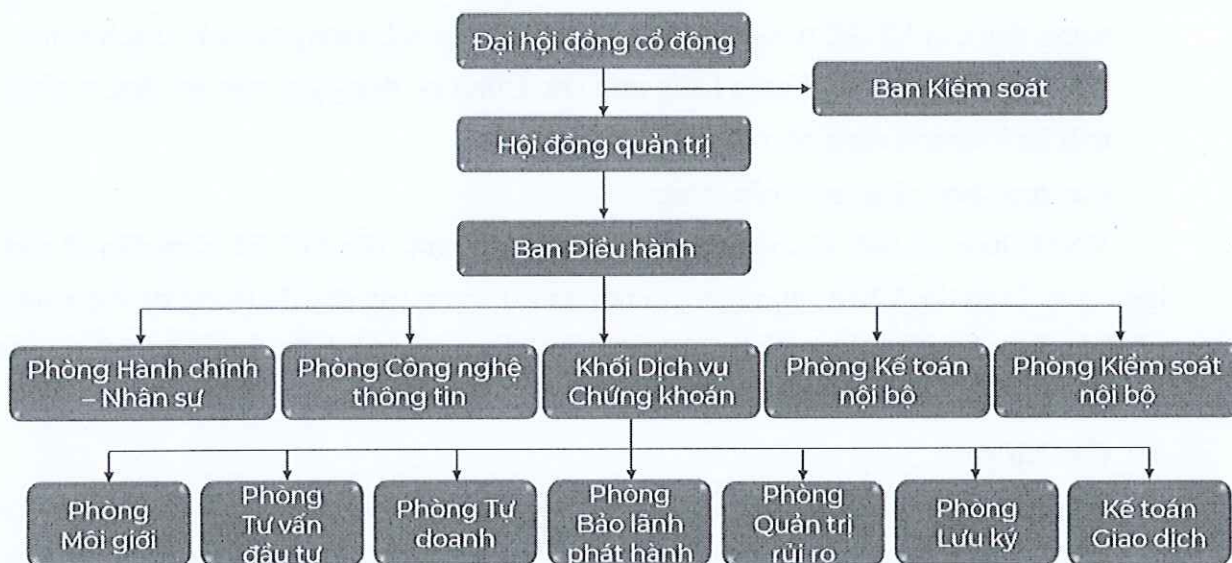 Đại hội đồng cổ đông
Ban Kiểm soát
Hội đồng quản trị
Ban Điều hành
Phòng Hành chính
– Nhân sự
Phòng Công nghệ
thông tin
Khối Dịch vụ
Chứng khoán
Phòng Kế toán
nội bộ
Phòng Kiểm soát
nội bộ
Phòng
Môi giới
Phòng
Tư vấn
đầu tư
Phòng Tự
doanh
Phòng
Bảo lãnh
phát hành
Phòng
Quản trị
rủi ro
Phòng
Lưu ký
Kế toán
Giao dịch